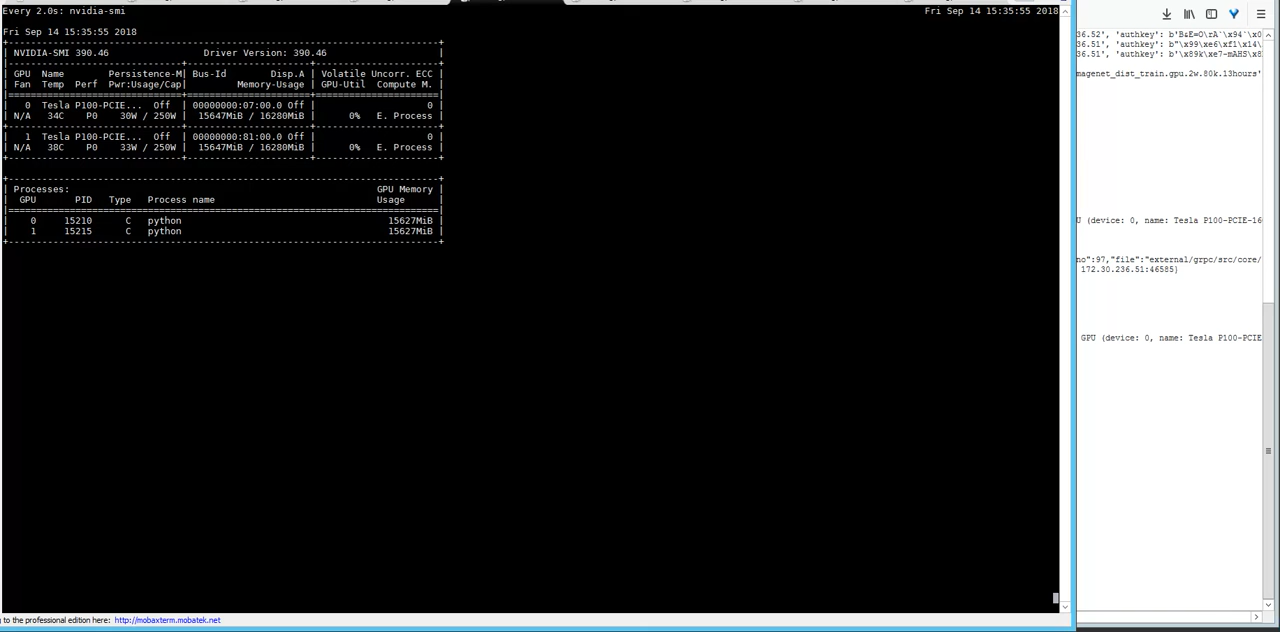 Every 2.0s: nvidia-smi Fri Sep 14 15:35:55 2018
Fri Sep 14 15:35:55 2018
+-----------------------------------------------------------------------------+
| NVIDIA-SMI 390.46                 Driver Version: 390.46                    |
|-------------------------------+----------------------+----------------------+
| GPU  Name        Persistence-M| Bus-Id        Disp.A | Volatile Uncorr. ECC |
| Fan  Temp  Perf  Pwr:Usage/Cap|         Memory-Usage | GPU-Util  Compute M. |
|===============================+======================+======================|
|   0  Tesla P100-PCIE...  Off  | 00000000:07:00.0 Off |                    0 |
| N/A   34C    P0    30W / 250W |  15647MiB / 16280MiB |      0%   E. Process |
+-------------------------------+----------------------+----------------------+
|   1  Tesla P100-PCIE...  Off  | 00000000:81:00.0 Off |                    0 |
| N/A   38C    P0    33W / 250W |  15647MiB / 16280MiB |      0%   E. Process |
+-------------------------------+----------------------+----------------------+
+-----------------------------------------------------------------------------+
| Processes:                                                       GPU Memory |
|  GPU       PID   Type   Process name                             Usage      |
|=============================================================================|
|    0     15210      C   python                                     15627MiB |
|    1     15215      C   python                                     15627MiB |
+-----------------------------------------------------------------------------+
to the professional edition here: http://mobaxterm.mobatek.net
36.52', 'authkey': b'B&E=O\rA`\x94`\x0
36.51', 'authkey': b"\x99\xe6\xf1\x14\
36.51', 'authkey': b'\x89k\xe7-mAHS\x8
magenet_dist_train.gpu.2w.80k.13hours'
U (device: 0, name: Tesla P100-PCIE-16
no":97,"file":"external/grpc/src/core/
172.30.236.51:46585}
GPU (device: 0, name: Tesla P100-PCIE